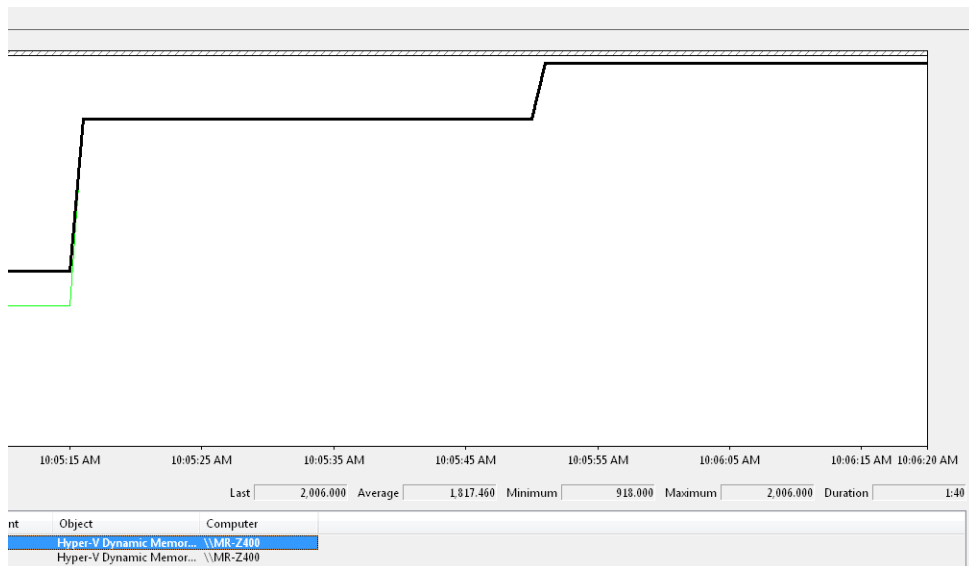 10:05:15 AM 10:05:25 AM 10:05:35 AM 10:05:45 AM 10:05:55 AM 10:06:05 AM 10:06:15 AM 10:06:20 AM
Last 2,006.000 Average 1,817.460 Minimum 918.000 Maximum 2,006.000 Duration 1:40
nt Object Computer
Hyper-V Dynamic Memor... \\MR-Z400
Hyper-V Dynamic Memor... \\MR-Z400